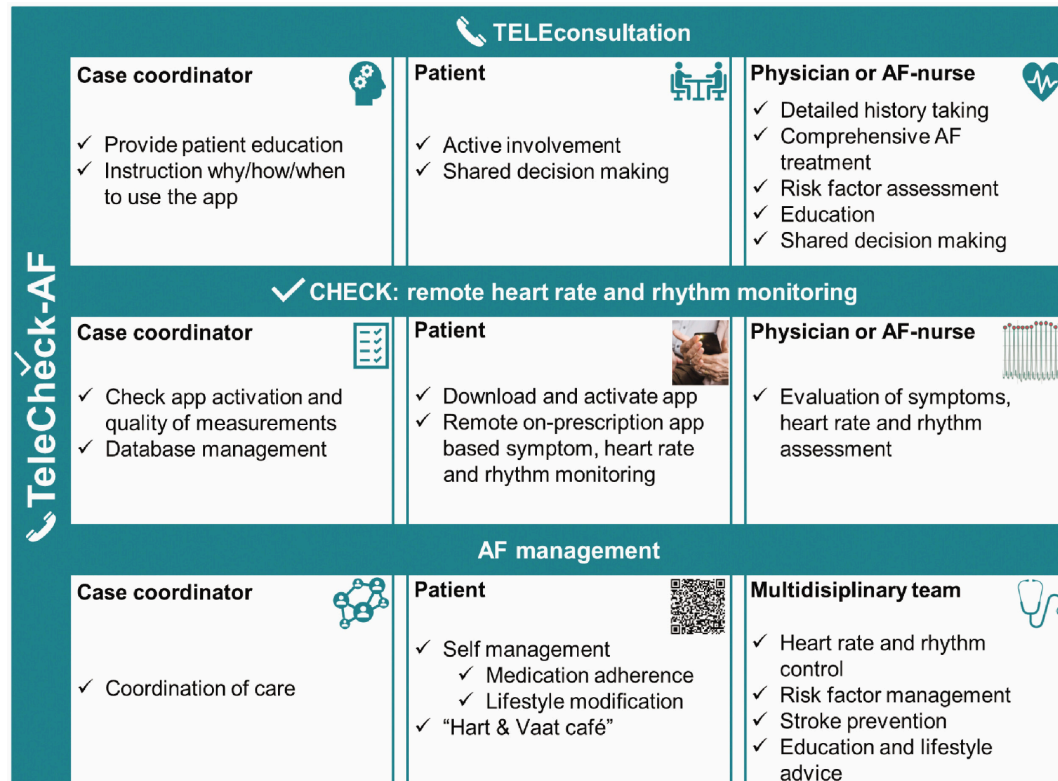 TeleCheck-AF
TELEconsultation
Case coordinator
✓ Provide patient education
✓ Instruction why/how/when
to use the app
Patient
✓ Active involvement
✓ Shared decision making
Physician or AF-nurse
✓ Detailed history taking
✓ Comprehensive AF
treatment
✓ Risk factor assessment
✓ Education
✓ Shared decision making
CHECK: remote heart rate and rhythm monitoring
Case coordinator
✓ Check app activation and
quality of measurements
✓ Database management
Patient
✓ Download and activate app
✓ Remote on-prescription app
based symptom, heart rate
and rhythm monitoring
Physician or AF-nurse
✓ Evaluation of symptoms,
heart rate and rhythm
assessment
AF management
Case coordinator
✓ Coordination of care
Patient
✓ Self management
✓ Medication adherence
✓ Lifestyle modification
✓ “Hart & Vaat café”
Multidisiplinary team
✓ Heart rate and rhythm
control
✓ Risk factor management
✓ Stroke prevention
✓ Education and lifestyle
advice